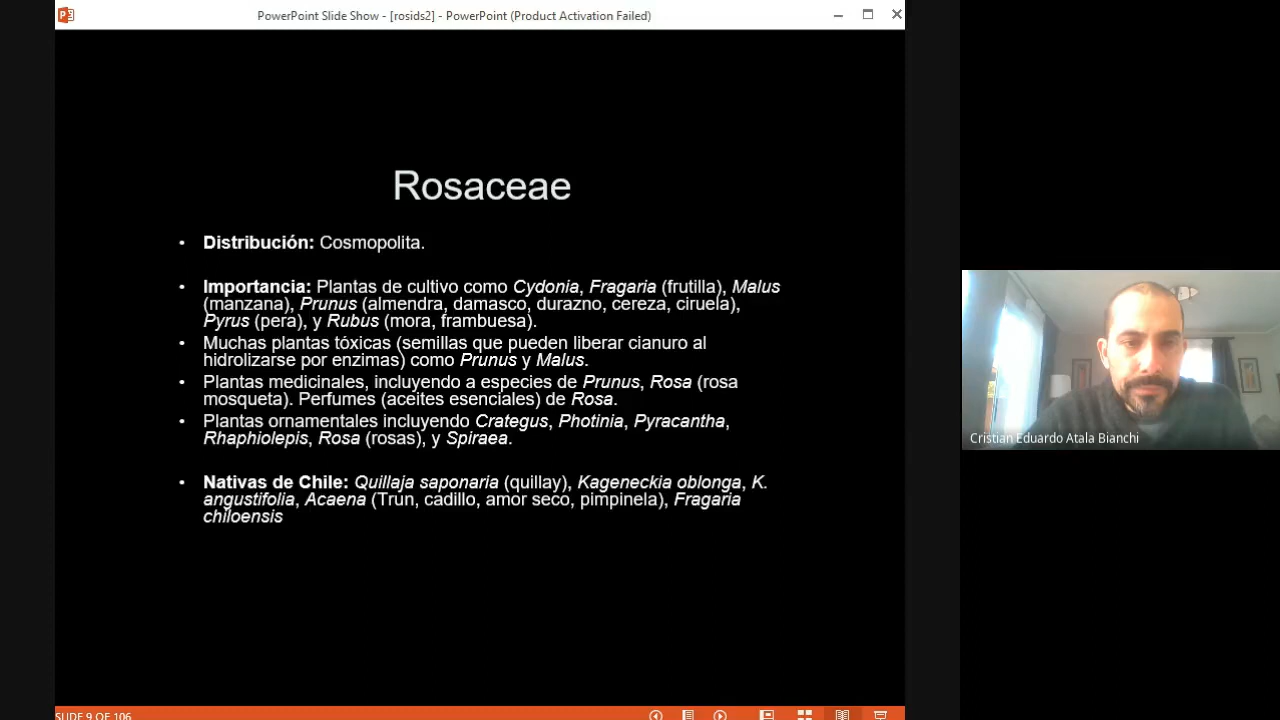 PowerPoint Slide Show - [rosids2] - PowerPoint (Product Activation Failed)
Rosaceae
• Distribución: Cosmopolita.
• Importancia: Plantas de cultivo como Cydonia, Fragaria (frutilla), Malus
(manzana), Prunus (almendra, damasco, durazno, cereza, ciruela),
Pyrus (pera), y Rubus (mora, frambuesa).
• Muchas plantas tóxicas (semillas que pueden liberar cianuro al
hidrolizarse por enzimas) como Prunus y Malus.
• Plantas medicinales, incluyendo a especies de Prunus, Rosa (rosa
mosqueta). Perfumes (aceites esenciales) de Rosa.
• Plantas ornamentales incluyendo Crategus, Photinia, Pyracantha,
Rhaphiolepis, Rosa (rosas), y Spiraea.
• Nativas de Chile: Quillaja saponaria (quillay), Kageneckia oblonga, K.
angustifolia, Acaena (Trun, cadillo, amor seco, pimpinela), Fragaria
chiloensis
Cristian Eduardo Atala Bianchi
SLIDE 9 OF 106